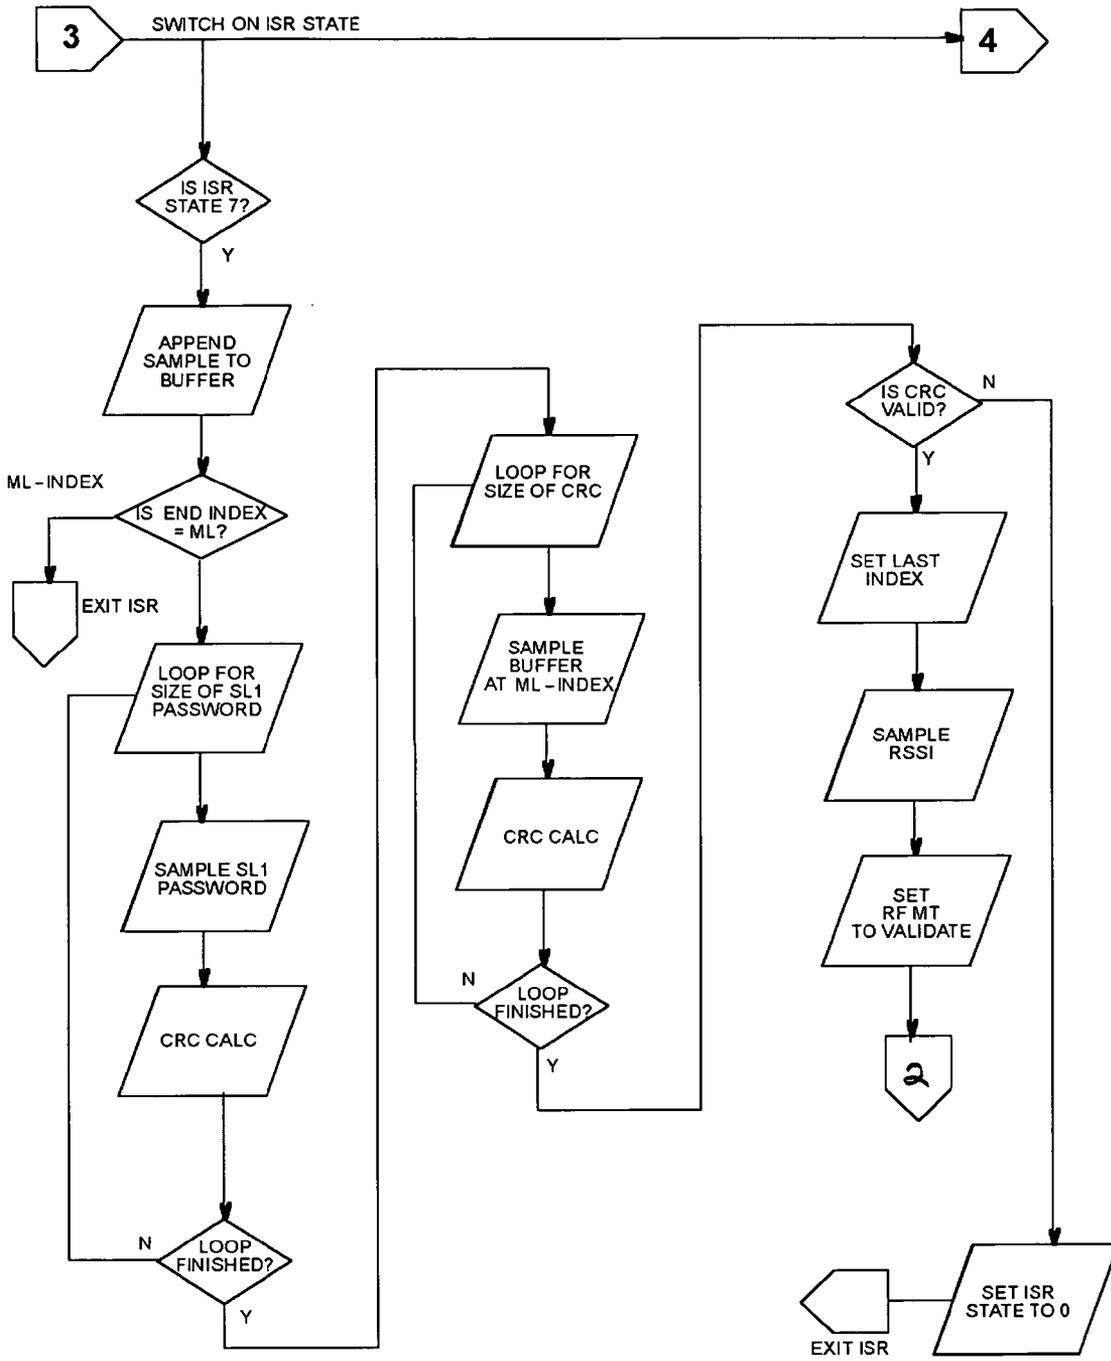 3
SWITCH ON ISR STATE
4
IS ISR
STATE 7?
Y
APPEND
SAMPLE TO
BUFFER
ML-INDEX
IS END INDEX
= ML?
EXIT ISR
LOOP FOR
SIZE OF SL1
PASSWORD
SAMPLE SL1
PASSWORD
CRC CALC
N
LOOP
FINISHED?
Y
LOOP FOR
SIZE OF CRC
SAMPLE
BUFFER
AT ML-INDEX
CRC CALC
N
LOOP
FINISHED?
Y
IS CRC
VALID?
N
Y
SET LAST
INDEX
SAMPLE
RSSI
SET
RF MT
TO VALIDATE
2
SET ISR
STATE TO 0
EXIT ISR